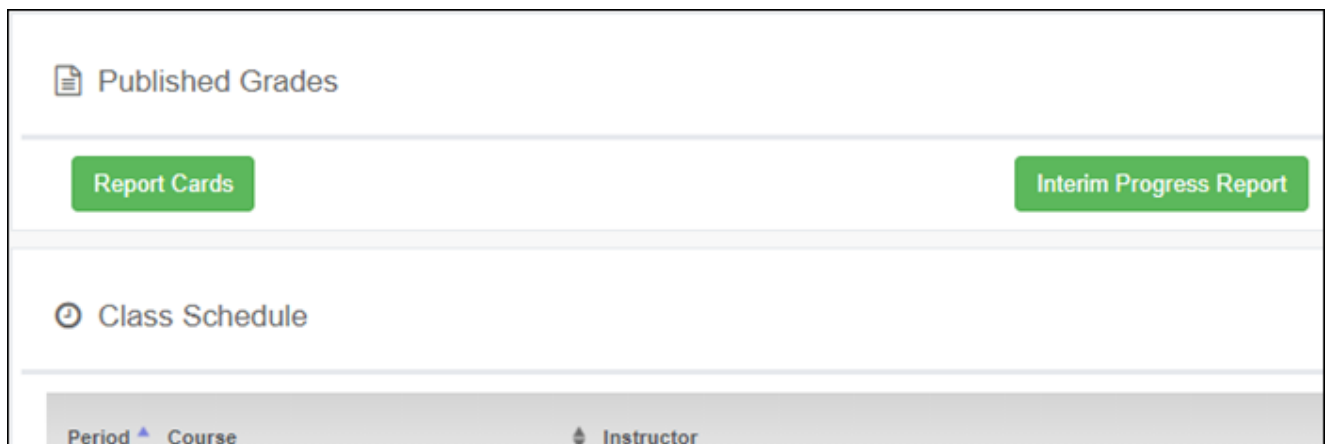 Published Grades
Report Cards Interim Progress Report
Class Schedule
Period Course Instructor